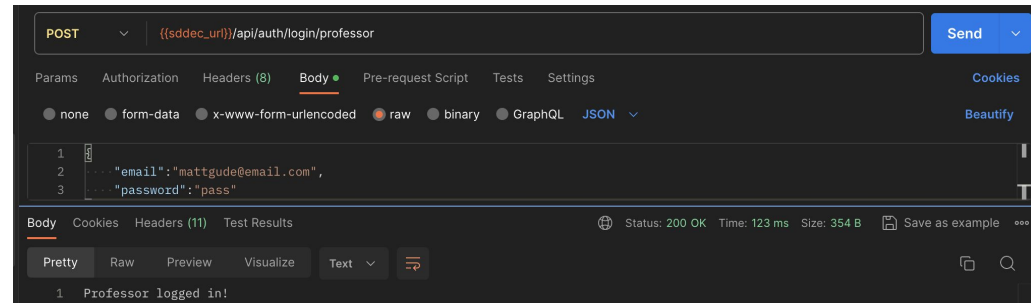 POST {{sddec_url}}/api/auth/login/professor Send
Params Authorization Headers (8) Body Pre-request Script Tests Settings Cookies
none form-data x-www-form-urlencoded raw binary GraphQL JSON Beautify
1 {
2 ····"email":"mattgude@email.com",
3 ····"password":"pass"
Body Cookies Headers (11) Test Results Status: 200 OK Time: 123 ms Size: 354 B Save as example
Pretty Raw Preview Visualize Text
1 Professor logged in!